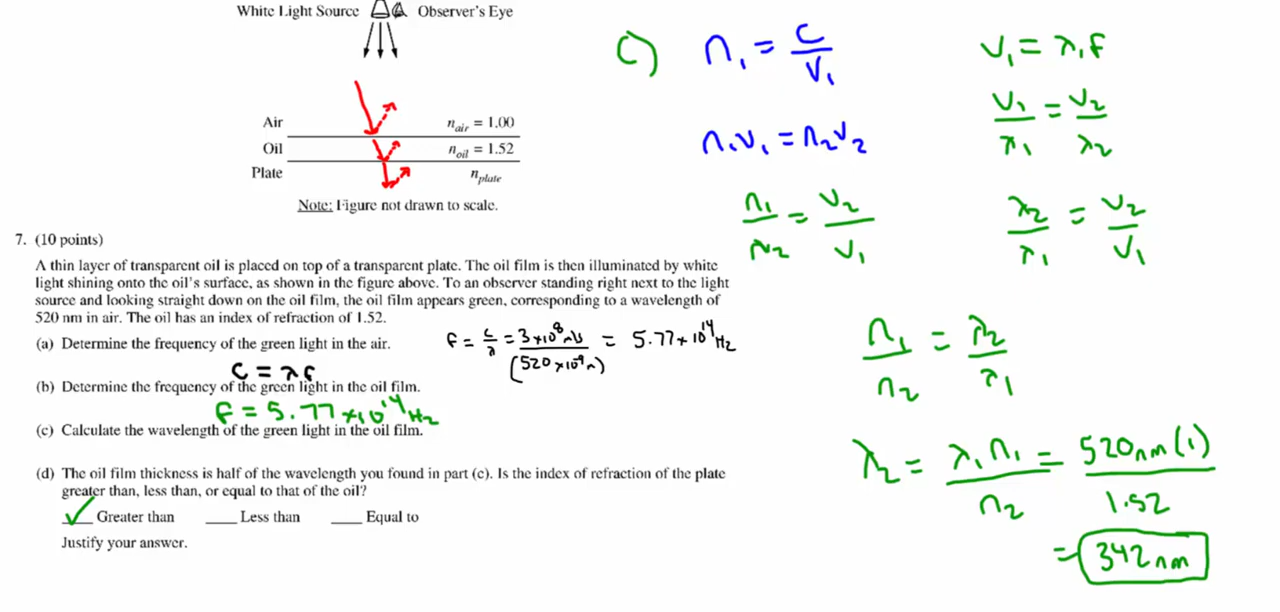 White Light Source Observer's Eye
Air n_air = 1.00
Oil n_oil = 1.52
Plate n_plate
Note: Figure not drawn to scale.
7. (10 points)
A thin layer of transparent oil is placed on top of a transparent plate. The oil film is then illuminated by white
light shining onto the oil's surface, as shown in the figure above. To an observer standing right next to the light
source and looking straight down on the oil film, the oil film appears green, corresponding to a wavelength of
520 nm in air. The oil has an index of refraction of 1.52.
(a) Determine the frequency of the green light in the air.
f = c/λ = 3×10⁸ m/s / (520×10⁻⁹ m) = 5.77×10¹⁴ Hz
c = λf
(b) Determine the frequency of the green light in the oil film.
f = 5.77×10¹⁴ Hz
(c) Calculate the wavelength of the green light in the oil film.
(d) The oil film thickness is half of the wavelength you found in part (c). Is the index of refraction of the plate
greater than, less than, or equal to that of the oil?
✓ Greater than ___ Less than ___ Equal to
Justify your answer.
c) n₁ = c/v₁
v₁ = λ₁f
n₁v₁ = n₂v₂
v₁/λ₁ = v₂/λ₂
n₁/n₂ = v₂/v₁
λ₂/λ₁ = v₂/v₁
n₁/n₂ = λ₂/λ₁
λ₂ = λ₁n₁/n₂ = 520nm(1)/1.52
= 342nm